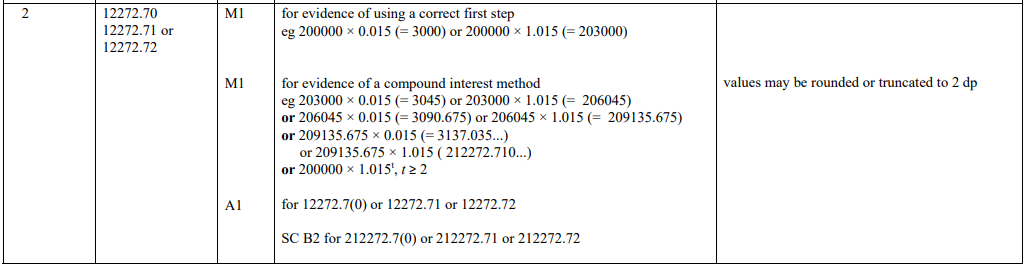 2
12272.70
12272.71 or
12272.72
M1
for evidence of using a correct first step
eg 200000 × 0.015 (= 3000) or 200000 × 1.015 (= 203000)
M1
for evidence of a compound interest method
values may be rounded or truncated to 2 dp
eg 203000 × 0.015 (= 3045) or 203000 × 1.015 (=  206045)
or 206045 × 0.015 (= 3090.675) or 206045 × 1.015 (=  209135.675)
or 209135.675 × 0.015 (= 3137.035...)
or 209135.675 × 1.015 ( 212272.710...)
or 200000 × 1.015ᵗ, t ≥ 2
A1
for 12272.7(0) or 12272.71 or 12272.72
SC B2 for 212272.7(0) or 212272.71 or 212272.72